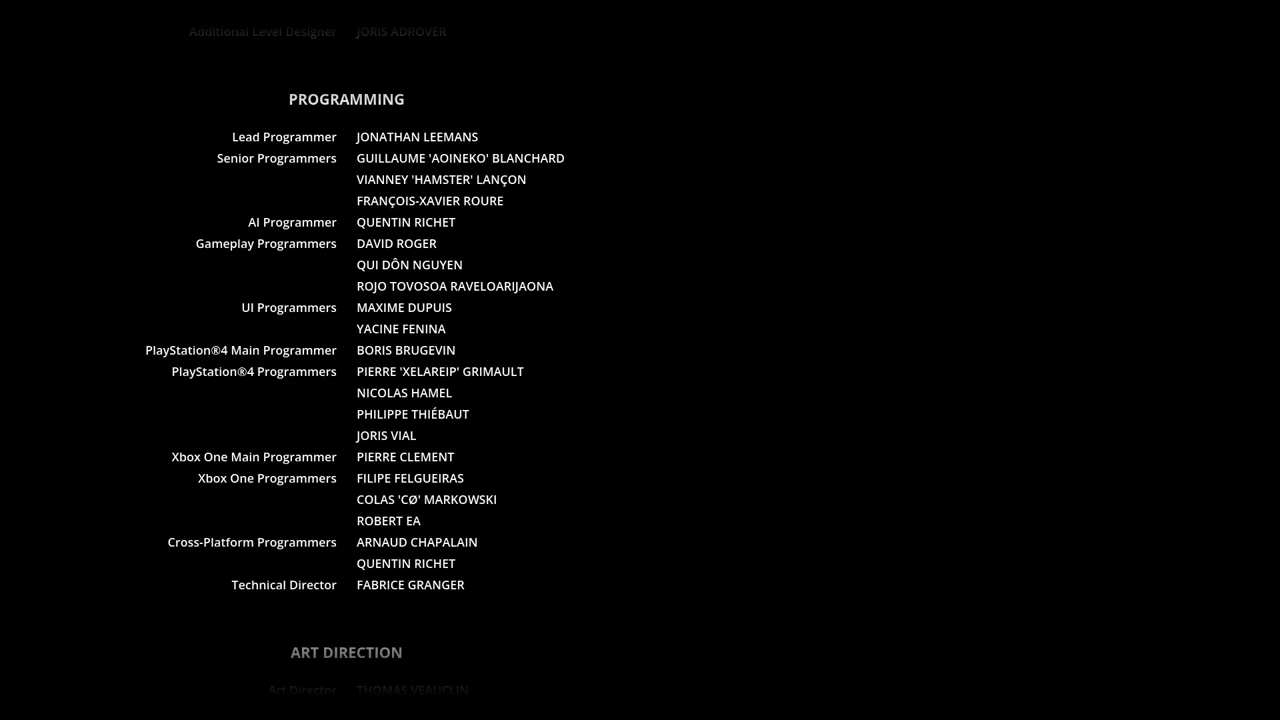 Additional Level Designer JORIS ADROVER
PROGRAMMING
Lead Programmer JONATHAN LEEMANS
Senior Programmers GUILLAUME 'AOINEKO' BLANCHARD
VIANNEY 'HAMSTER' LANÇON
FRANÇOIS-XAVIER ROURE
AI Programmer QUENTIN RICHET
Gameplay Programmers DAVID ROGER
QUI DÔN NGUYEN
ROJO TOVOSOA RAVELOARIJAONA
UI Programmers MAXIME DUPUIS
YACINE FENINA
PlayStation®4 Main Programmer BORIS BRUGEVIN
PlayStation®4 Programmers PIERRE 'XELAREIP' GRIMAULT
NICOLAS HAMEL
PHILIPPE THIÉBAUT
JORIS VIAL
Xbox One Main Programmer PIERRE CLEMENT
Xbox One Programmers FILIPE FELGUEIRAS
COLAS 'CØ' MARKOWSKI
ROBERT EA
Cross-Platform Programmers ARNAUD CHAPALAIN
QUENTIN RICHET
Technical Director FABRICE GRANGER
ART DIRECTION
Art Director THOMAS VEAUCLIN